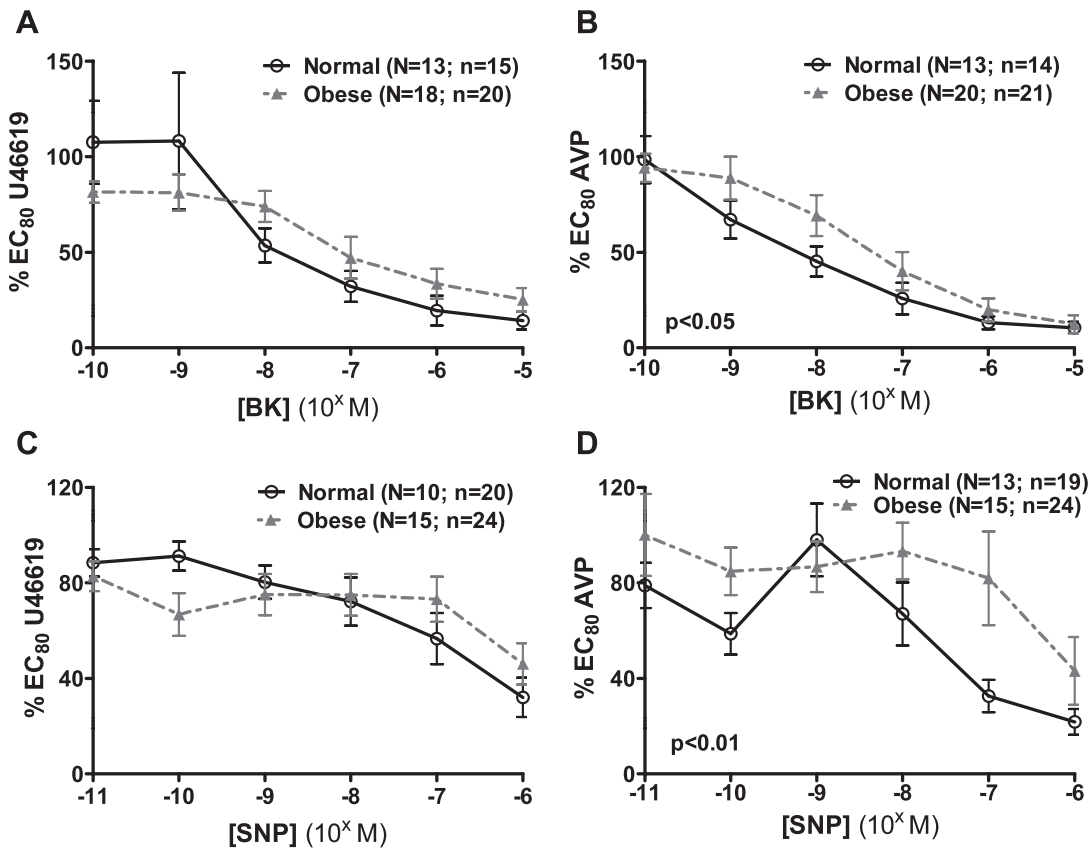 A
150
100
50
0
% EC80 U46619
Normal (N=13; n=15)
Obese (N=18; n=20)
-10 -9 -8 -7 -6 -5
[BK] (10^x M)
B
150
100
50
0
% EC80 AVP
Normal (N=13; n=14)
Obese (N=20; n=21)
p<0.05
-10 -9 -8 -7 -6 -5
[BK] (10^x M)
C
120
80
40
0
% EC80 U46619
Normal (N=10; n=20)
Obese (N=15; n=24)
-11 -10 -9 -8 -7 -6
[SNP] (10^x M)
D
120
80
40
0
% EC80 AVP
Normal (N=13; n=19)
Obese (N=15; n=24)
p<0.01
-11 -10 -9 -8 -7 -6
[SNP] (10^x M)